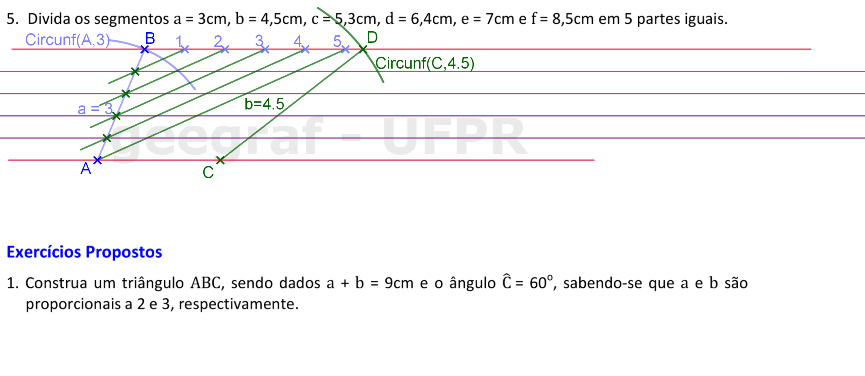 5. Divida os segmentos a = 3cm, b = 4,5cm, c = 5,3cm, d = 6,4cm, e = 7cm e f = 8,5cm em 5 partes iguais.
Circunf(A,3) B 1 2 3 4 5 D
Circunf(C,4.5)
a = 3 b=4.5
geegraf - UFPR
A C
Exercícios Propostos
1. Construa um triângulo ABC, sendo dados a + b = 9cm e o ângulo Ĉ = 60°, sabendo-se que a e b são
proporcionais a 2 e 3, respectivamente.